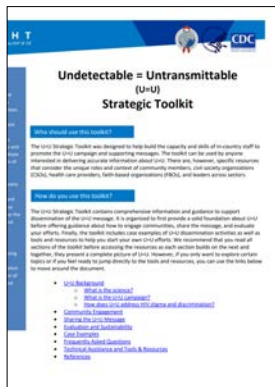 H T
CDC
Undetectable = Untransmittable
(U=U)
Strategic Toolkit
Who should use this toolkit?
The U=U Strategic Toolkit was designed to help build the capacity and skills of in-country staff to
promote the U=U campaign and supporting messages. The toolkit can be used by anyone
interested in delivering accurate information about U=U. There are, however, specific resources
that consider the unique roles and context of community members, civil society organizations
(CSOs), health care providers, faith-based organizations (FBOs), and leaders across sectors.
How do you use this toolkit?
The U=U Strategic Toolkit contains comprehensive information and guidance to support
dissemination of the U=U message. It is organized to first provide a solid foundation about U=U
before offering guidance about how to engage communities, share the message, and evaluate
your efforts. Finally, the toolkit includes case examples of U=U dissemination activities as well as
tools and resources to help you start your own U=U efforts. We recommend that you read all
sections of the toolkit before accessing the resources as each section builds on the next and
together, they present a complete picture of U=U. However, if you only want to explore certain
topics or if you feel ready to jump directly to the tools and resources, you can use the links below
to move around the document.
• U=U Background
• What is the science?
• What is the U=U campaign?
• How does U=U address HIV stigma and discrimination?
• Community Engagement
• Sharing the U=U Message
• Evaluation and Sustainability
• Case Examples
• Frequently Asked Questions
• Technical Assistance and Tools & Resources
• References